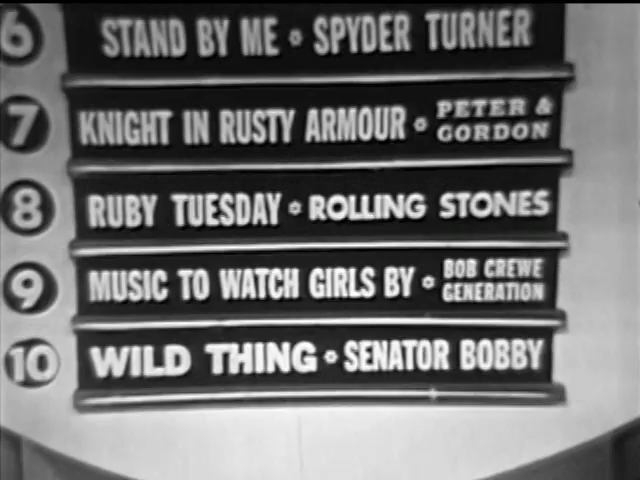 6 STAND BY ME • SPYDER TURNER
7 KNIGHT IN RUSTY ARMOUR • PETER & GORDON
8 RUBY TUESDAY • ROLLING STONES
9 MUSIC TO WATCH GIRLS BY • BOB CREWE GENERATION
10 WILD THING • SENATOR BOBBY